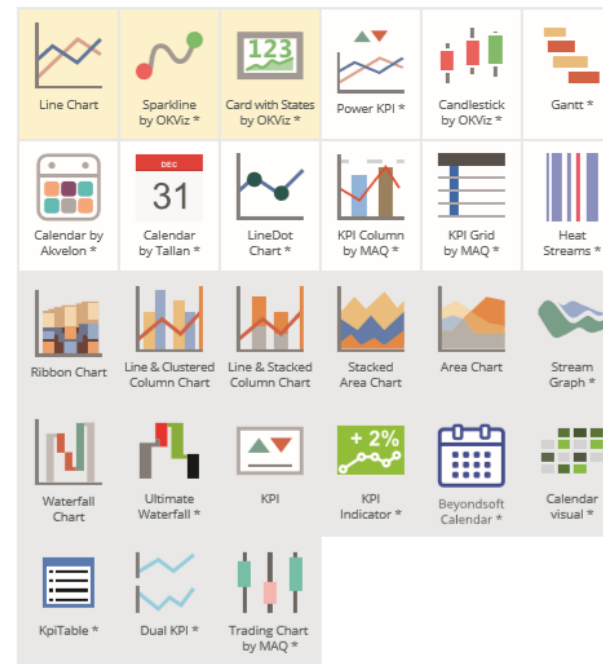 123
Line Chart
Sparkline
by OKViz *
Card with States
by OKViz *
Power KPI *
Candlestick
by OKViz *
Gantt *
DEC
31
Calendar by
Akvelon *
Calendar
by Tallan *
LineDot
Chart *
KPI Column
by MAQ *
KPI Grid
by MAQ *
Heat
Streams *
Ribbon Chart
Line & Clustered
Column Chart
Line & Stacked
Column Chart
Stacked
Area Chart
Area Chart
Stream
Graph *
+ 2%
Waterfall
Chart
Ultimate
Waterfall *
KPI
KPI
Indicator *
Beyondsoft
Calendar *
Calendar
visual *
KpiTable *
Dual KPI *
Trading Chart
by MAQ *